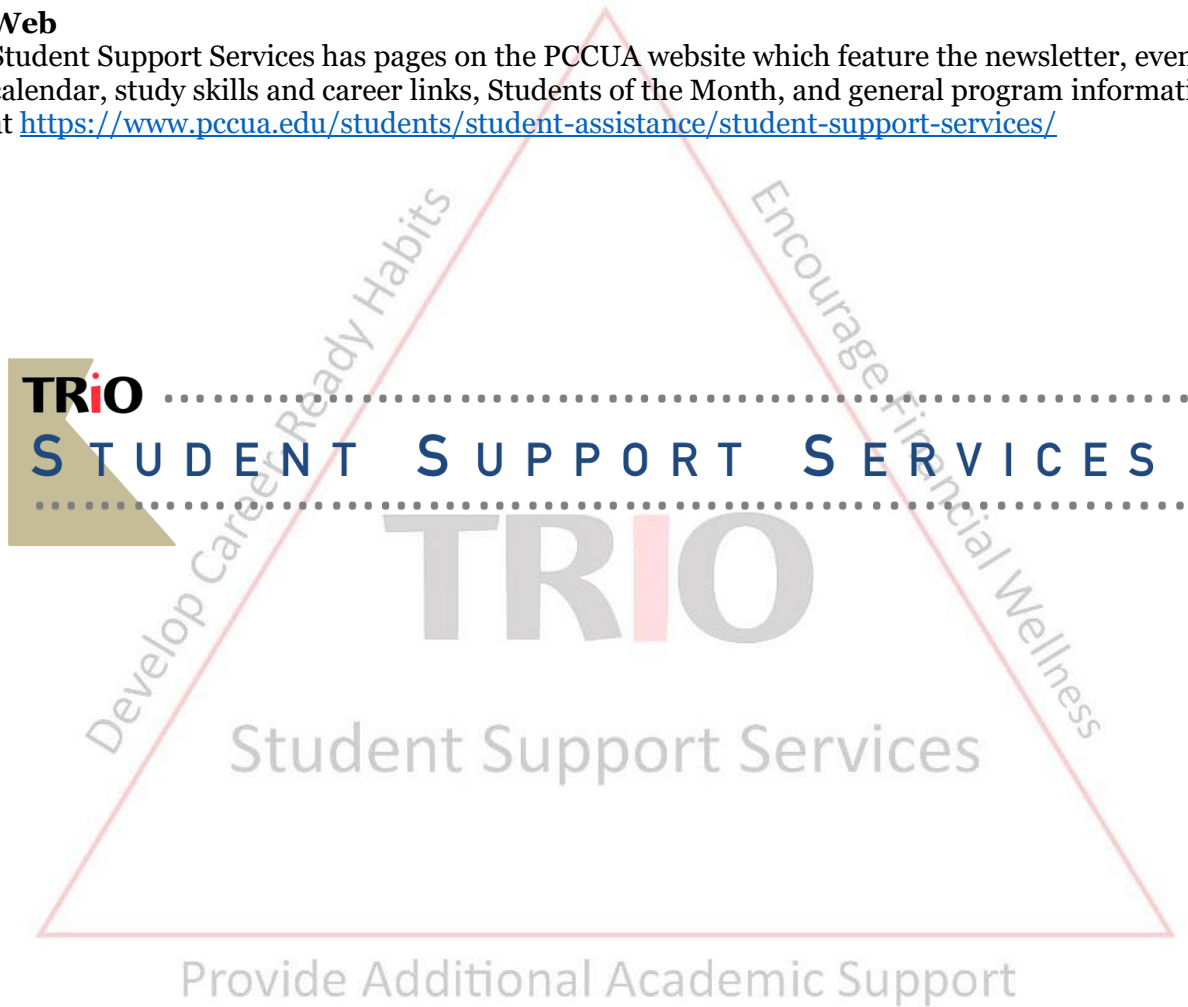 Web
Student Support Services has pages on the PCCUA website which feature the newsletter,
calendar, study skills and career links, Students of the Month, and general program
at https://www.pccua.edu/students/student-assistance/student-support-services/
Develop Career Ready Habits
Encourage Financial Wellness
TRiO
STUDENT SUPPORT SERVICES
TRIO
Student Support Services
Provide Additional Academic Support